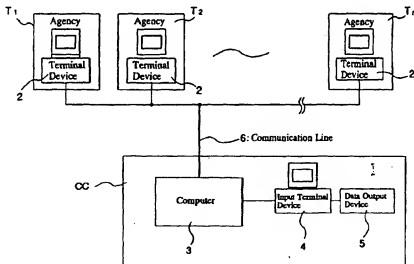 T1
T2
Tn
Agency
Agency
Agency
Terminal
Device
Terminal
Device
Terminal
Device
2
2
2
6: Communication Line
CC
Computer
Input Terminal
Device
Data Output
Device
3
4
5